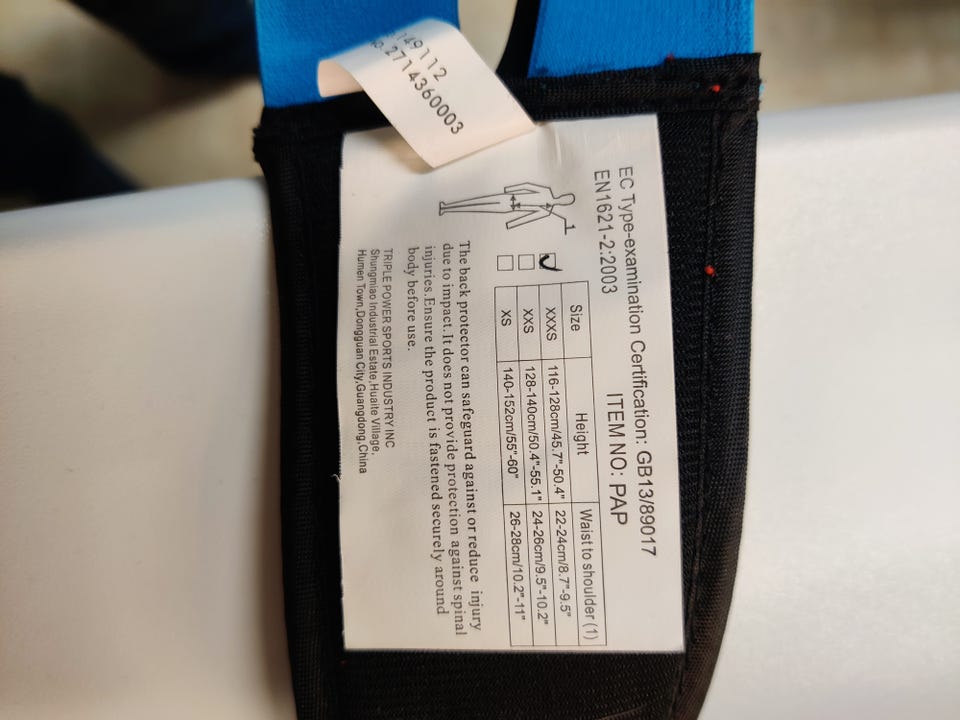 149112
No.2714360003
EC Type-examination Certification: GB13/89017
EN1621-2:2003
ITEM NO: PAP
1
Size Height Waist to shoulder (1)
XXXS 116-128cm/45.7"-50.4" 22-24cm/8.7"-9.5"
XXS 128-140cm/50.4"-55.1" 24-26cm/9.5"-10.2"
XS 140-152cm/55"-60" 26-28cm/10.2"-11"
The back protector can safeguard against or reduce injury
due to impact.It does not provide protection against spinal
injuries.Ensure the product is fastened securely around
body before use.
TRIPLE POWER SPORTS INDUSTRY INC
Shungmiao Industrial Estate,Huaite Village,
Humen Town,Dongguan City,Guangdong,China